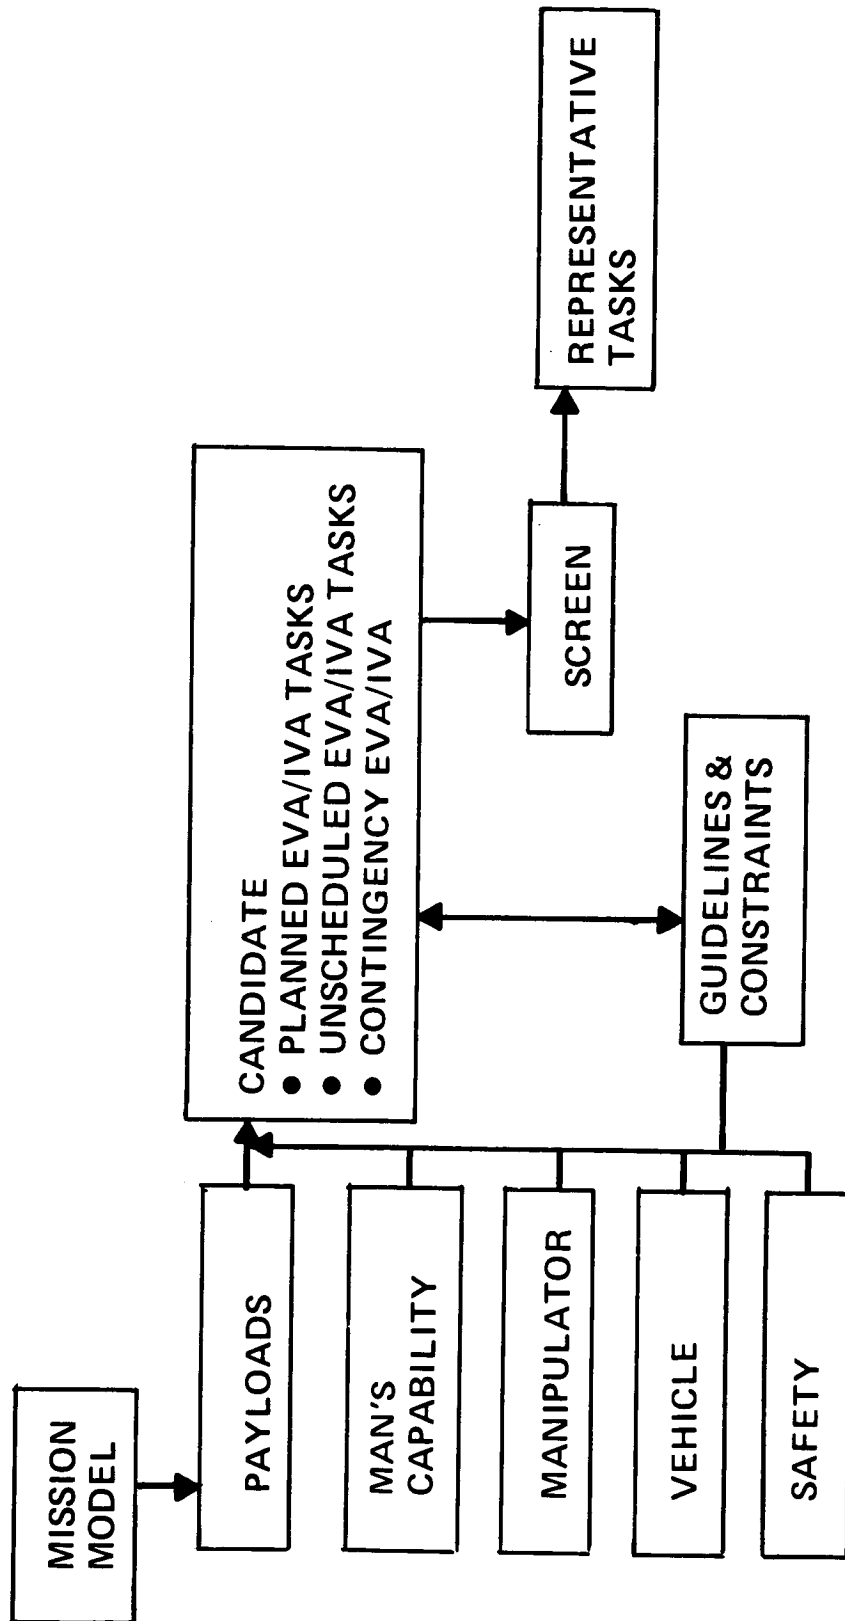 MISSION
MODEL
PAYLOADS
MAN'S
CAPABILITY
MANIPULATOR
VEHICLE
SAFETY
CANDIDATE
● PLANNED EVA/IVA TASKS
● UNSCHEDULED EVA/IVA TASKS
● CONTINGENCY EVA/IVA
GUIDELINES &
CONSTRAINTS
SCREEN
REPRESENTATIVE
TASKS